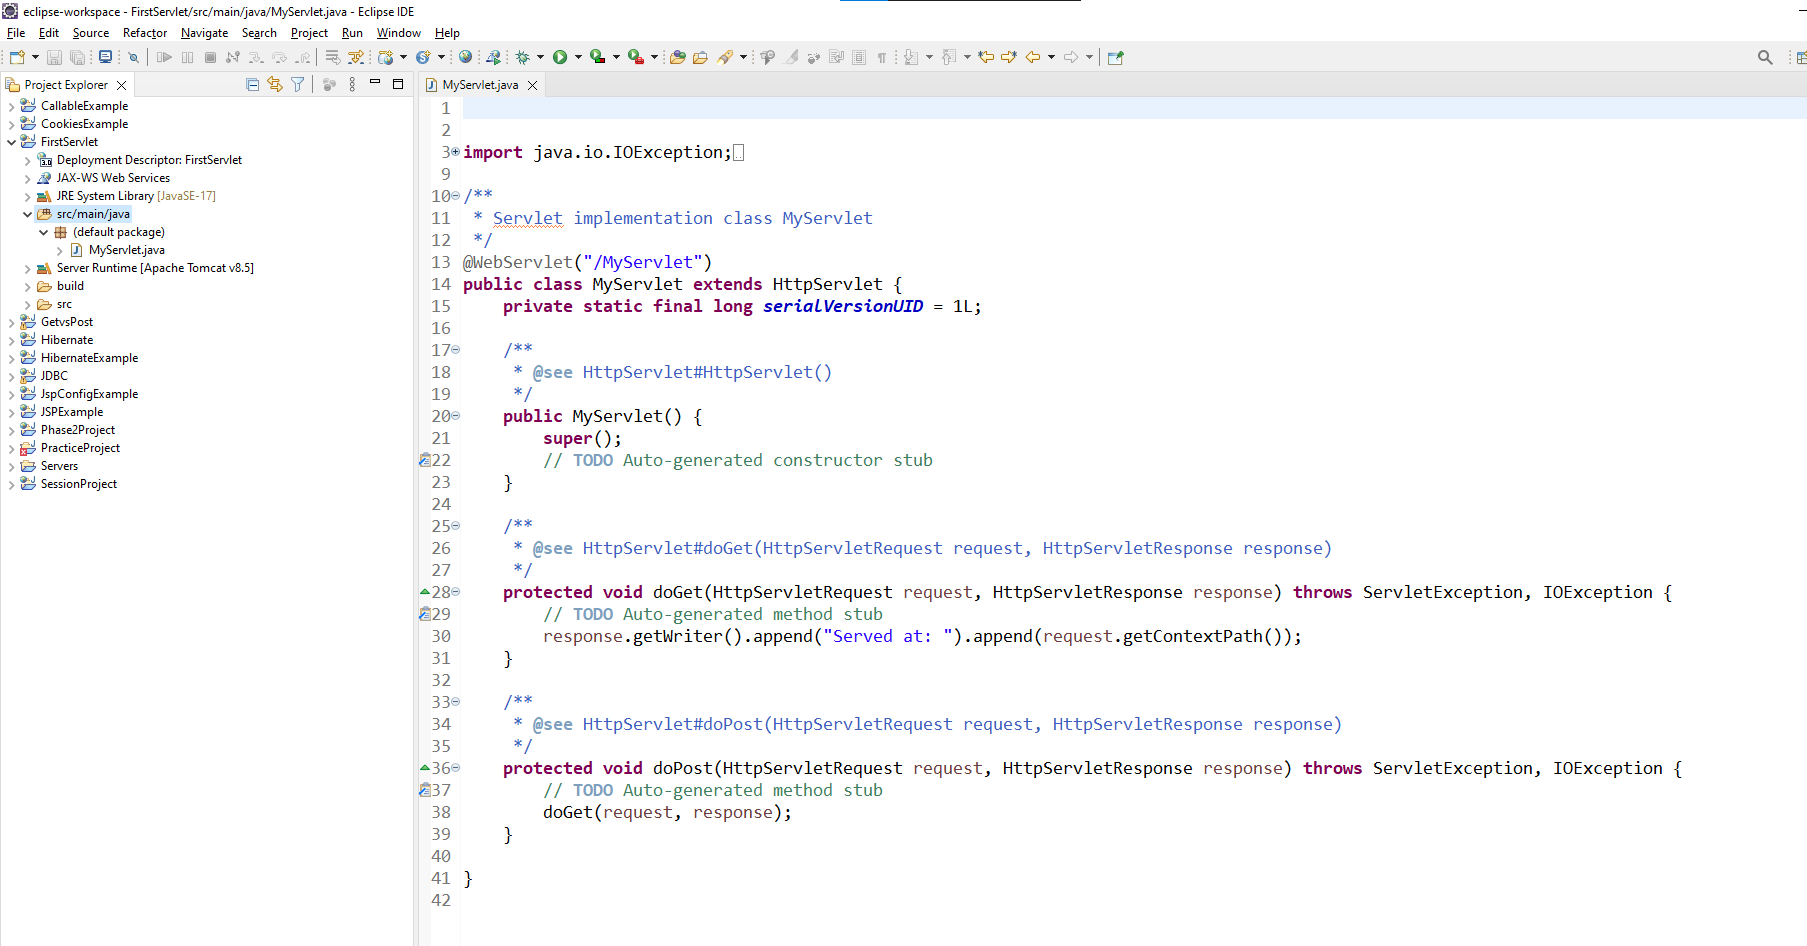 eclipse-workspace - FirstServlet/src/main/java/MyServlet.java - Eclipse IDE
File Edit Source Refactor Navigate Search Project Run Window Help
Project Explorer
CallableExample
CookiesExample
FirstServlet
3.0 Deployment Descriptor: FirstServlet
JAX-WS Web Services
JRE System Library [JavaSE-17]
src/main/java
(default package)
MyServlet.java
Server Runtime [Apache Tomcat v8.5]
build
src
GetvsPost
Hibernate
HibernateExample
JDBC
JspConfigExample
JSPExample
Phase2Project
PracticeProject
Servers
SessionProject
MyServlet.java
1
2
3 import java.io.IOException;
9
10 /**
11  * Servlet implementation class MyServlet
12  */
13 @WebServlet("/MyServlet")
14 public class MyServlet extends HttpServlet {
15     private static final long serialVersionUID = 1L;
16
17     /**
18      * @see HttpServlet#HttpServlet()
19      */
20     public MyServlet() {
21         super();
22         // TODO Auto-generated constructor stub
23     }
24
25     /**
26      * @see HttpServlet#doGet(HttpServletRequest request, HttpServletResponse response)
27      */
28     protected void doGet(HttpServletRequest request, HttpServletResponse response) throws ServletException, IOException {
29         // TODO Auto-generated method stub
30         response.getWriter().append("Served at: ").append(request.getContextPath());
31     }
32
33     /**
34      * @see HttpServlet#doPost(HttpServletRequest request, HttpServletResponse response)
35      */
36     protected void doPost(HttpServletRequest request, HttpServletResponse response) throws ServletException, IOException {
37         // TODO Auto-generated method stub
38         doGet(request, response);
39     }
40
41 }
42